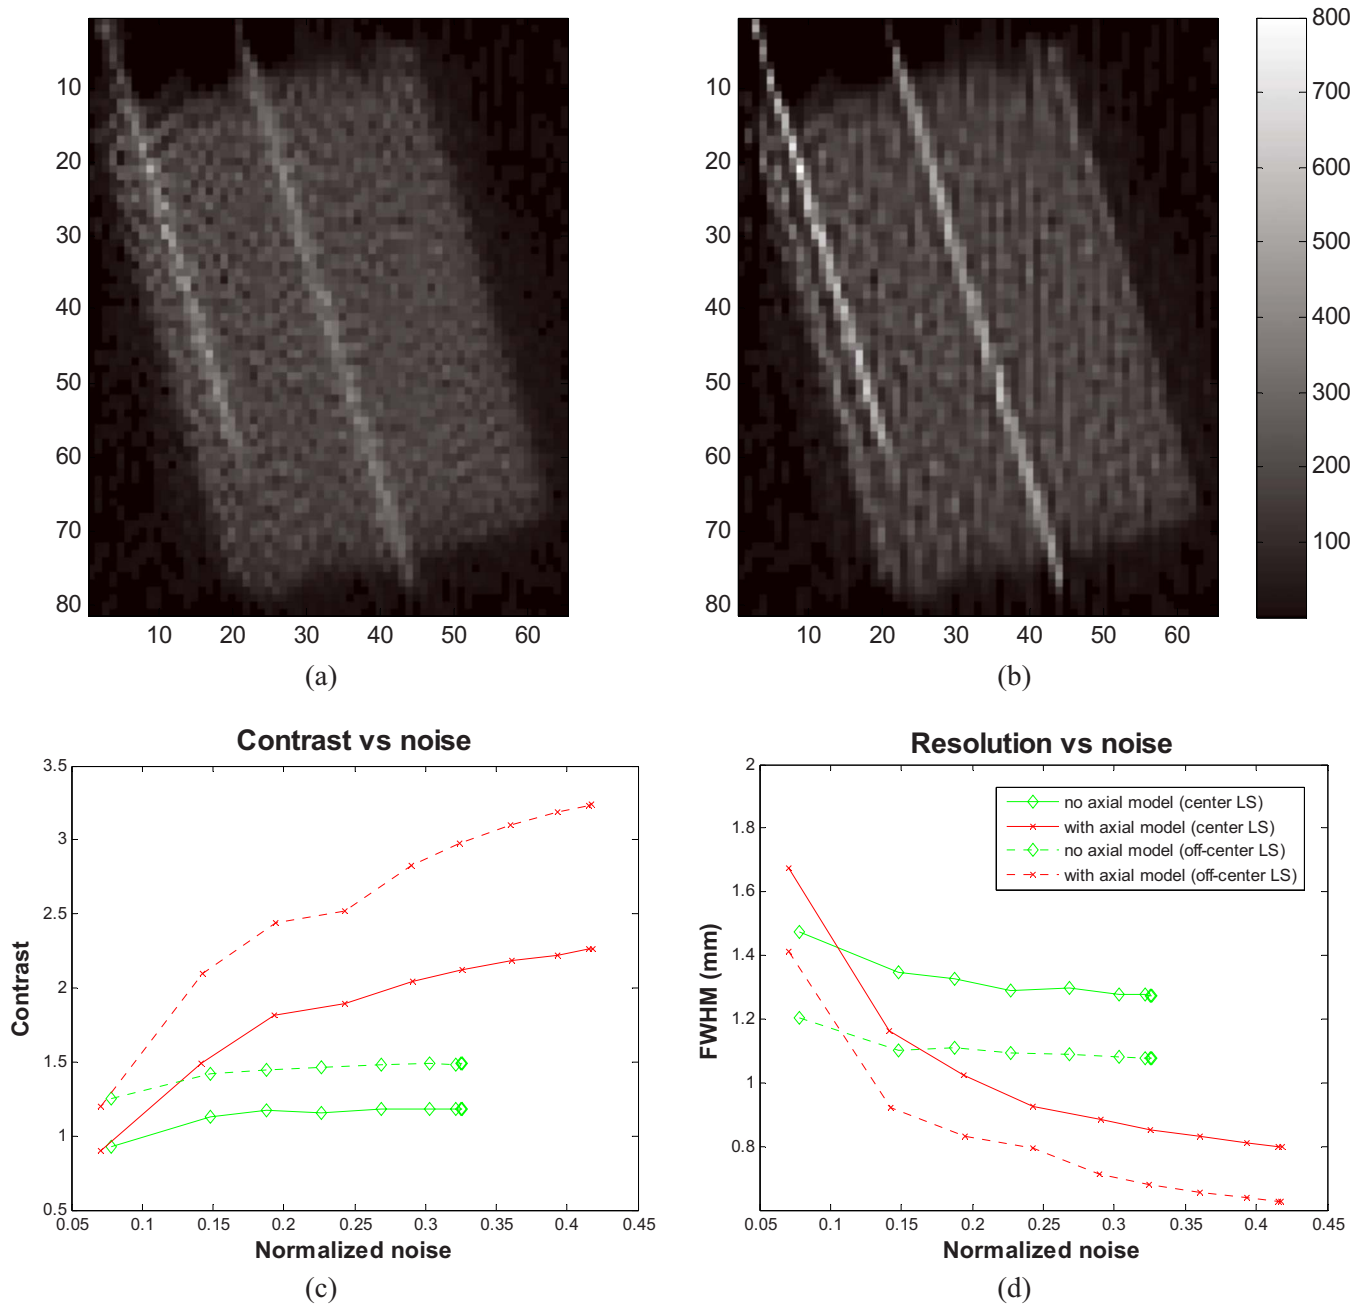 10
20
30
40
50
60
70
80
10 20 30 40 50 60
(a)
10
20
30
40
50
60
70
80
10 20 30 40 50 60
(b)
800
700
600
500
400
300
200
100
Contrast vs noise
3.5
3
2.5
2
1.5
1
0.5
Contrast
0.05 0.1 0.15 0.2 0.25 0.3 0.35 0.4 0.45
Normalized noise
(c)
Resolution vs noise
2
1.8
1.6
1.4
1.2
1
0.8
FWHM (mm)
no axial model (center LS)
with axial model (center LS)
no axial model (off-center LS)
with axial model (off-center LS)
0.05 0.1 0.15 0.2 0.25 0.3 0.35 0.4 0.45
Normalized noise
(d)